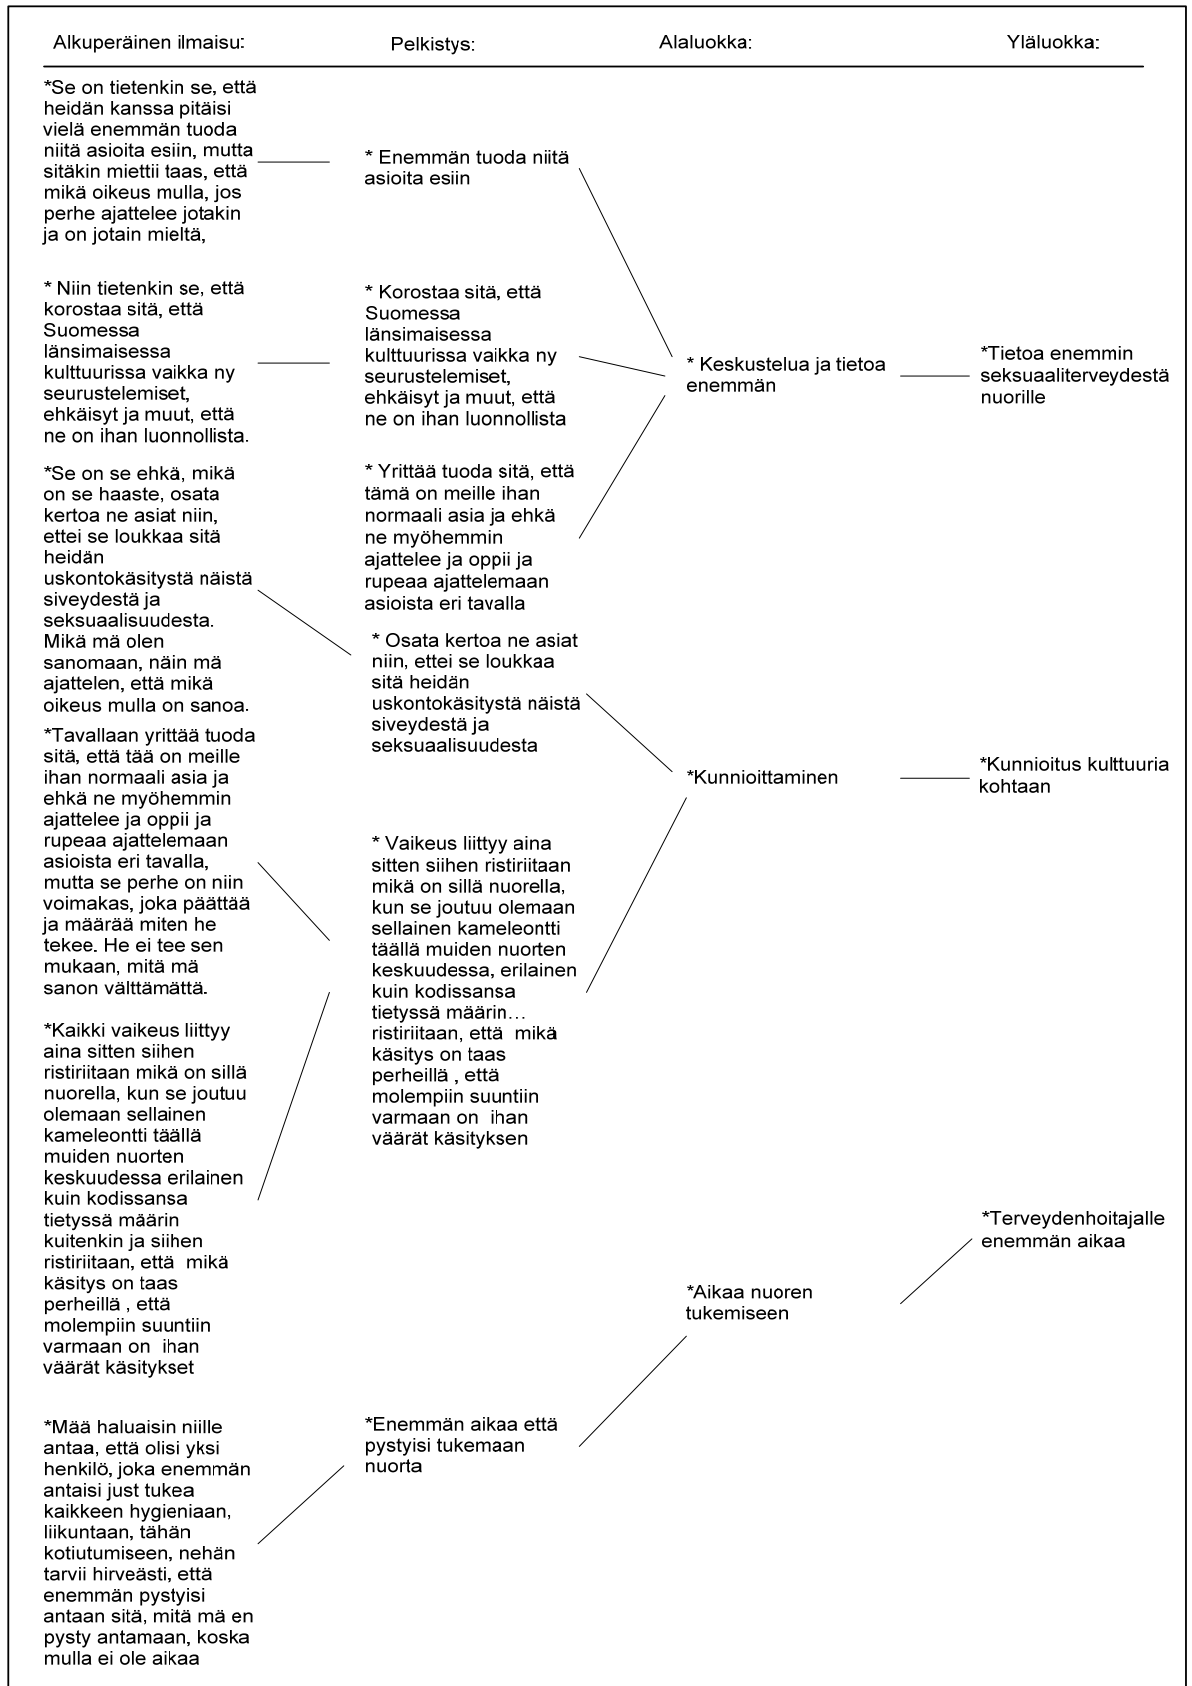 Alkuperäinen ilmaisu:
Pelkistys:
Alaluokka:
Yläluokka:
*Se on tietenkin se, että
heidän kanssa pitäisi
vielä enemmän tuoda
niitä asioita esiin, mutta
sitäkin miettii taas, että
mikä oikeus mulla, jos
perhe ajattelee jotakin
ja on jotain mieltä,
* Niin tietenkin se, että
korostaa sitä, että
Suomessa
länsimaisessa
kulttuurissa vaikka ny
seurustelemiset,
ehkäisyt ja muut, että
ne on ihan luonnollista.
*Se on se ehkä, mikä
on se haaste, osata
kertoa ne asiat niin,
ettei se loukkaa sitä
heidän
uskontokäsitystä näistä
siveydestä ja
seksuaalisuudesta.
Mikä mä olen
sanomaan, näin mä
ajattelen, että mikä
oikeus mulla on sanoa.
*Tavallaan yrittää tuoda
sitä, että tää on meille
ihan normaali asia ja
ehkä ne myöhemmin
ajattelee ja oppii ja
rupeaa ajattelemaan
asioista eri tavalla,
mutta se perhe on niin
voimakas, joka päättää
ja määrää miten he
tekee. He ei tee sen
mukaan, mitä mä
sanon välttämättä.
*Kaikki vaikeus liittyy
aina sitten siihen
ristiriitaan mikä on sillä
nuorella, kun se joutuu
olemaan sellainen
kameleontti täällä
muiden nuorten
keskuudessa erilainen
kuin kodissansa
tietyssä määrin
kuitenkin ja siihen
ristiriitaan, että mikä
käsitys on taas
perheillä , että
molempiin suuntiin
varmaan on ihan
väärät käsitykset
*Mää haluaisin niille
antaa, että olisi yksi
henkilö, joka enemmän
antaisi just tukea
kaikkeen hygieniaan,
liikuntaan, tähän
kotiutumiseen, nehän
tarvii hirveästi, että
enemmän pystyisi
antaan sitä, mitä mä en
pysty antamaan, koska
mulla ei ole aikaa
* Enemmän tuoda niitä
asioita esiin
* Korostaa sitä, että
Suomessa
länsimaisessa
kulttuurissa vaikka ny
seurustelemiset,
ehkäisyt ja muut, että
ne on ihan luonnollista
* Yrittää tuoda sitä, että
tämä on meille ihan
normaali asia ja ehkä
ne myöhemmin
ajattelee ja oppii ja
rupeaa ajattelemaan
asioista eri tavalla
* Osata kertoa ne asiat
niin, ettei se loukkaa
sitä heidän
uskontokäsitystä näistä
siveydestä ja
seksuaalisuudesta
* Vaikeus liittyy aina
sitten siihen ristiriitaan
mikä on sillä nuorella,
kun se joutuu olemaan
sellainen kameleontti
täällä muiden nuorten
keskuudessa, erilainen
kuin kodissansa
tietyssä määrin…
ristiriitaan, että mikä
käsitys on taas
perheillä , että
molempiin suuntiin
varmaan on ihan
väärät käsityksen
*Enemmän aikaa että
pystyisi tukemaan
nuorta
* Keskustelua ja tietoa
enemmän
*Kunnioittaminen
*Aikaa nuoren
tukemiseen
*Tietoa enemmin
seksuaaliterveydestä
nuorille
*Kunnioitus kulttuuria
kohtaan
*Terveydenhoitajalle
enemmän aikaa